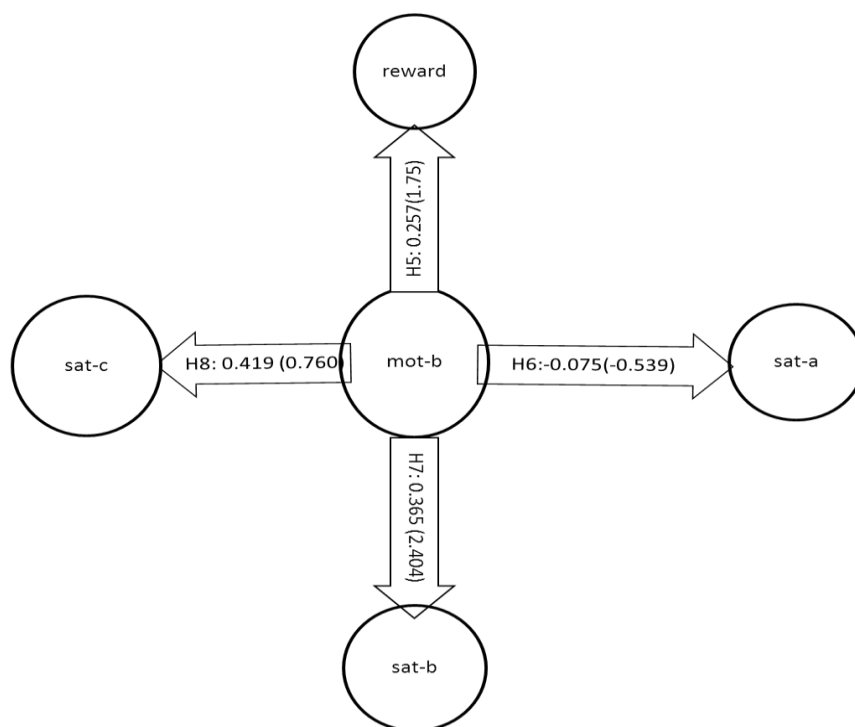 reward
H5: 0.257(1.75)
sat-c
H8: 0.419 (0.760)
mot-b
H6:-0.075(-0.539)
sat-a
H7: 0.365 (2.404)
sat-b